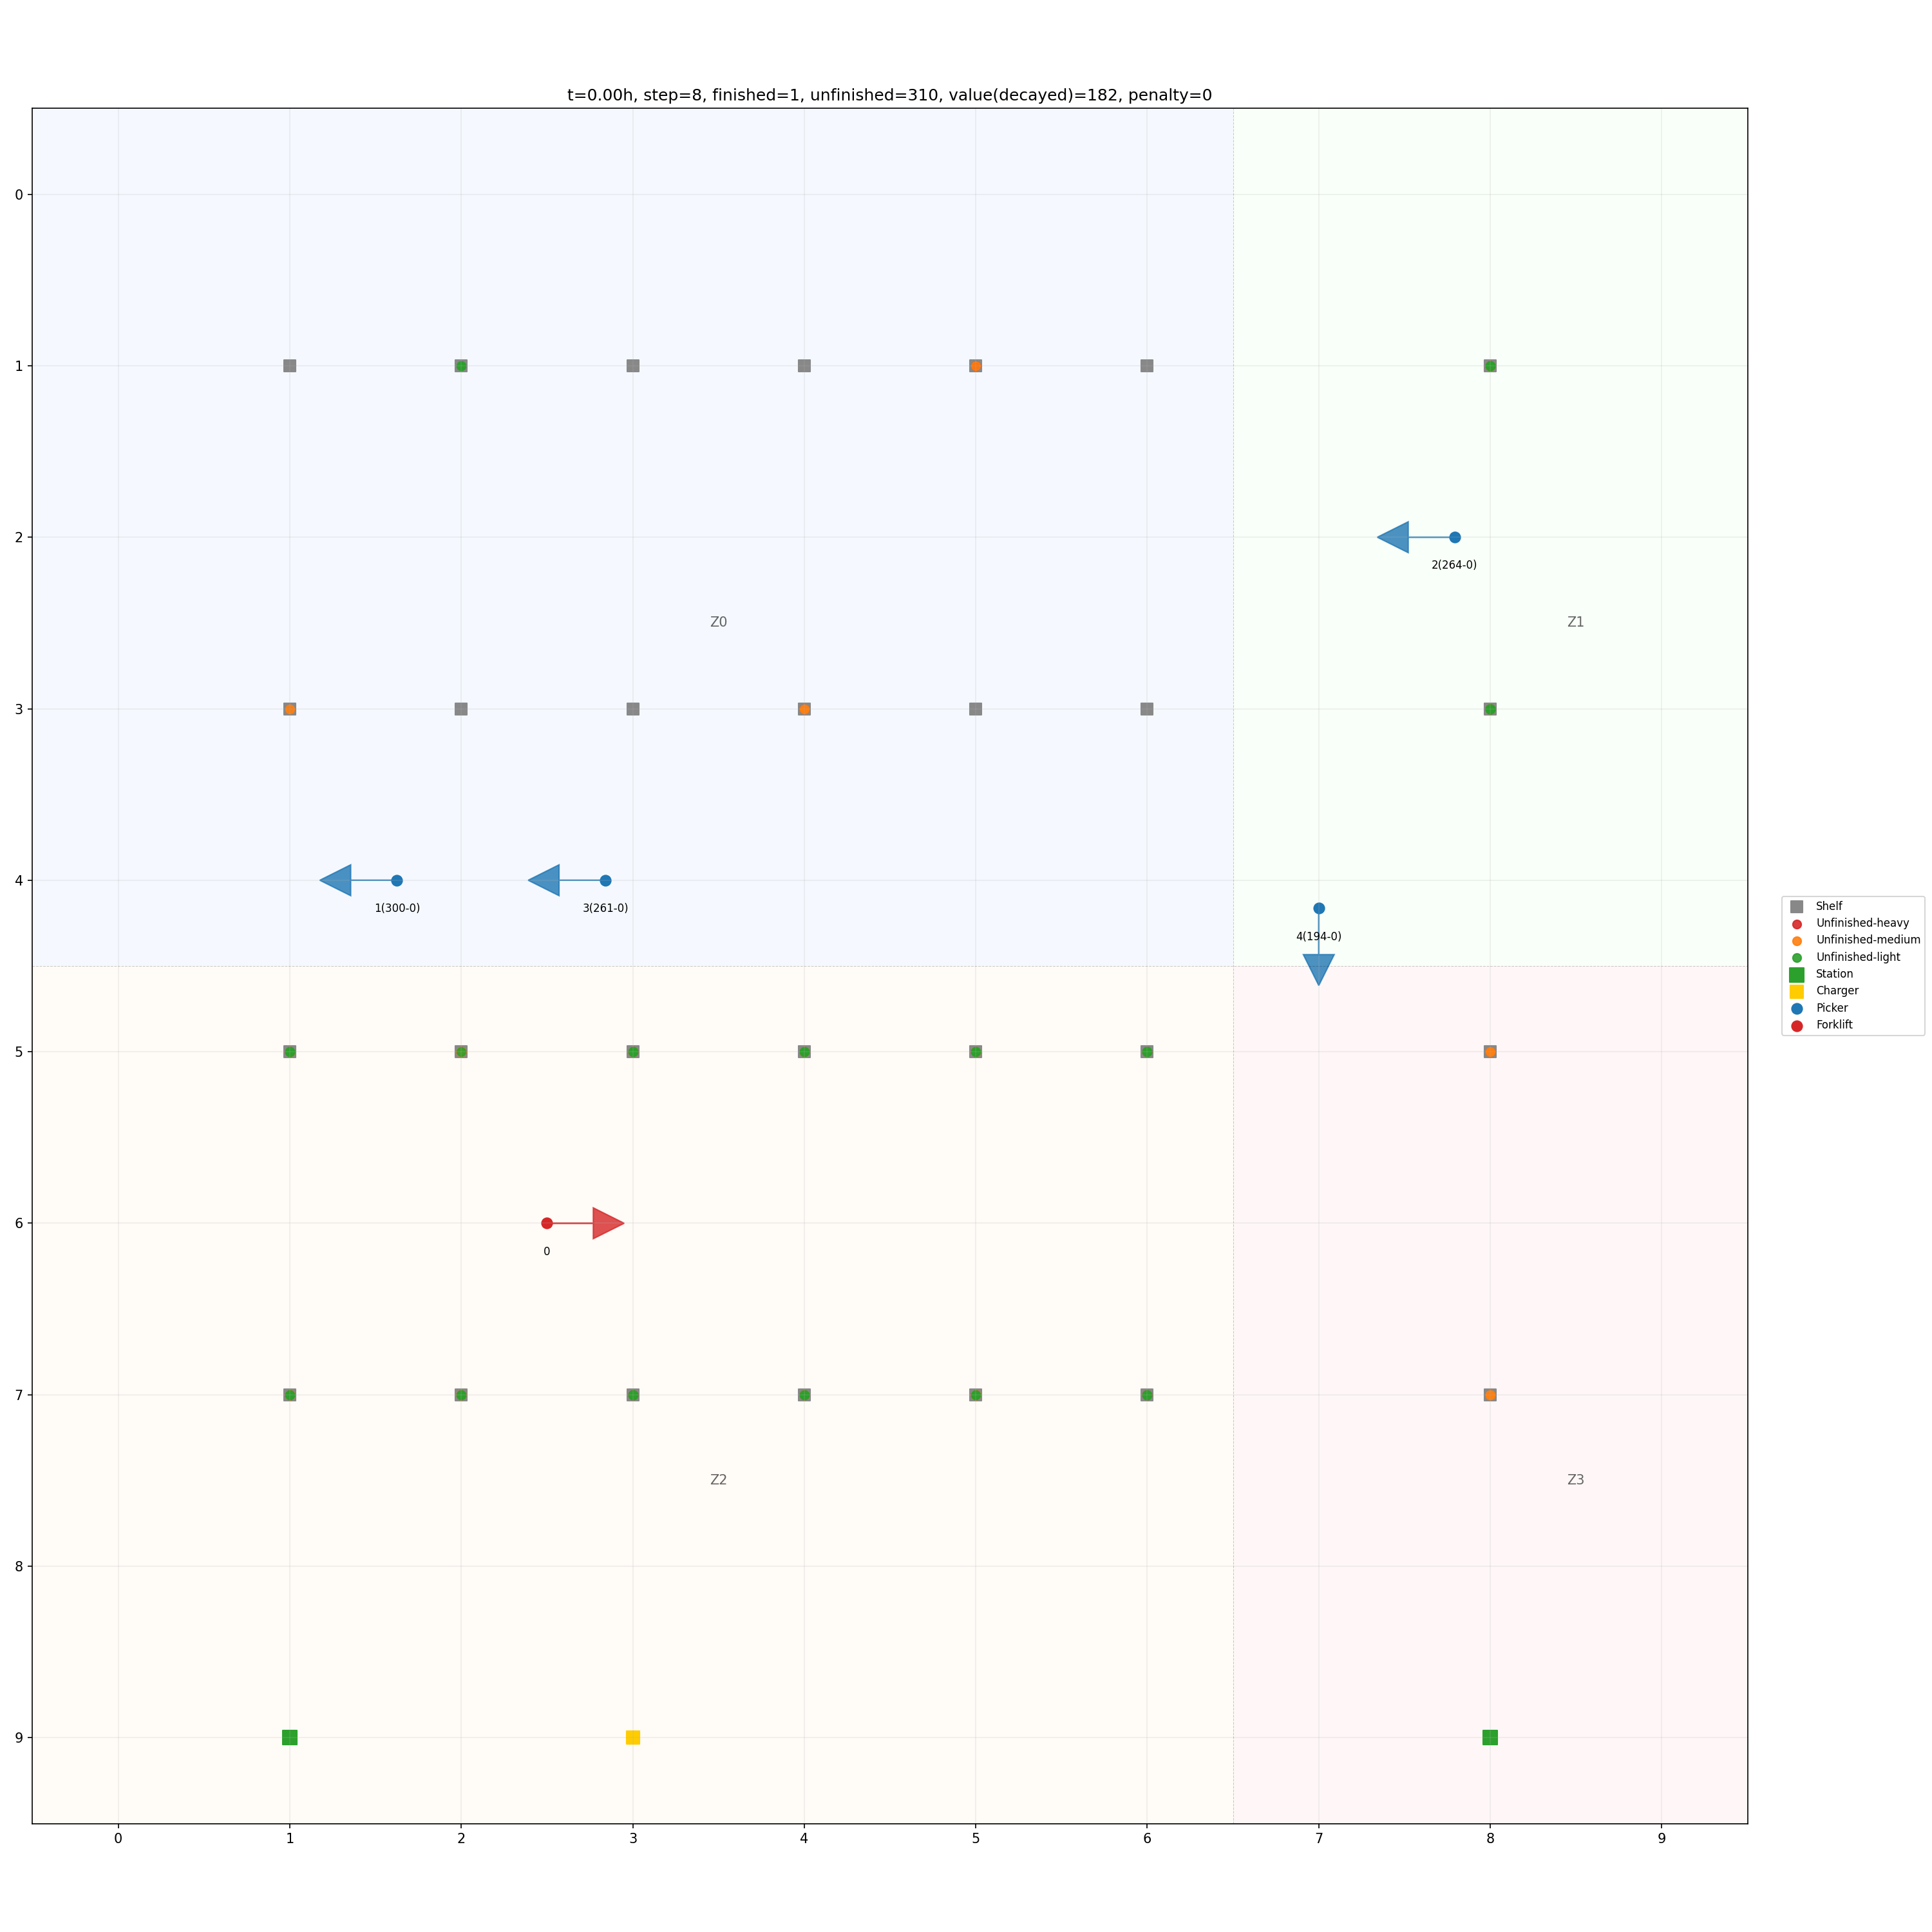 t=0.00h, step=8, finished=1, unfinished=310, value(decayed)=182, penalty=0
0
1
2
2(264-0)
Z0
Z1
3
4
1(300-0)
3(261-0)
4(194-0)
Shelf
Unfinished-heavy
Unfinished-medium
Unfinished-light
Station
Charger
Picker
Forklift
5
6
0
7
Z2
Z3
8
9
0 1 2 3 4 5 6 7 8 9